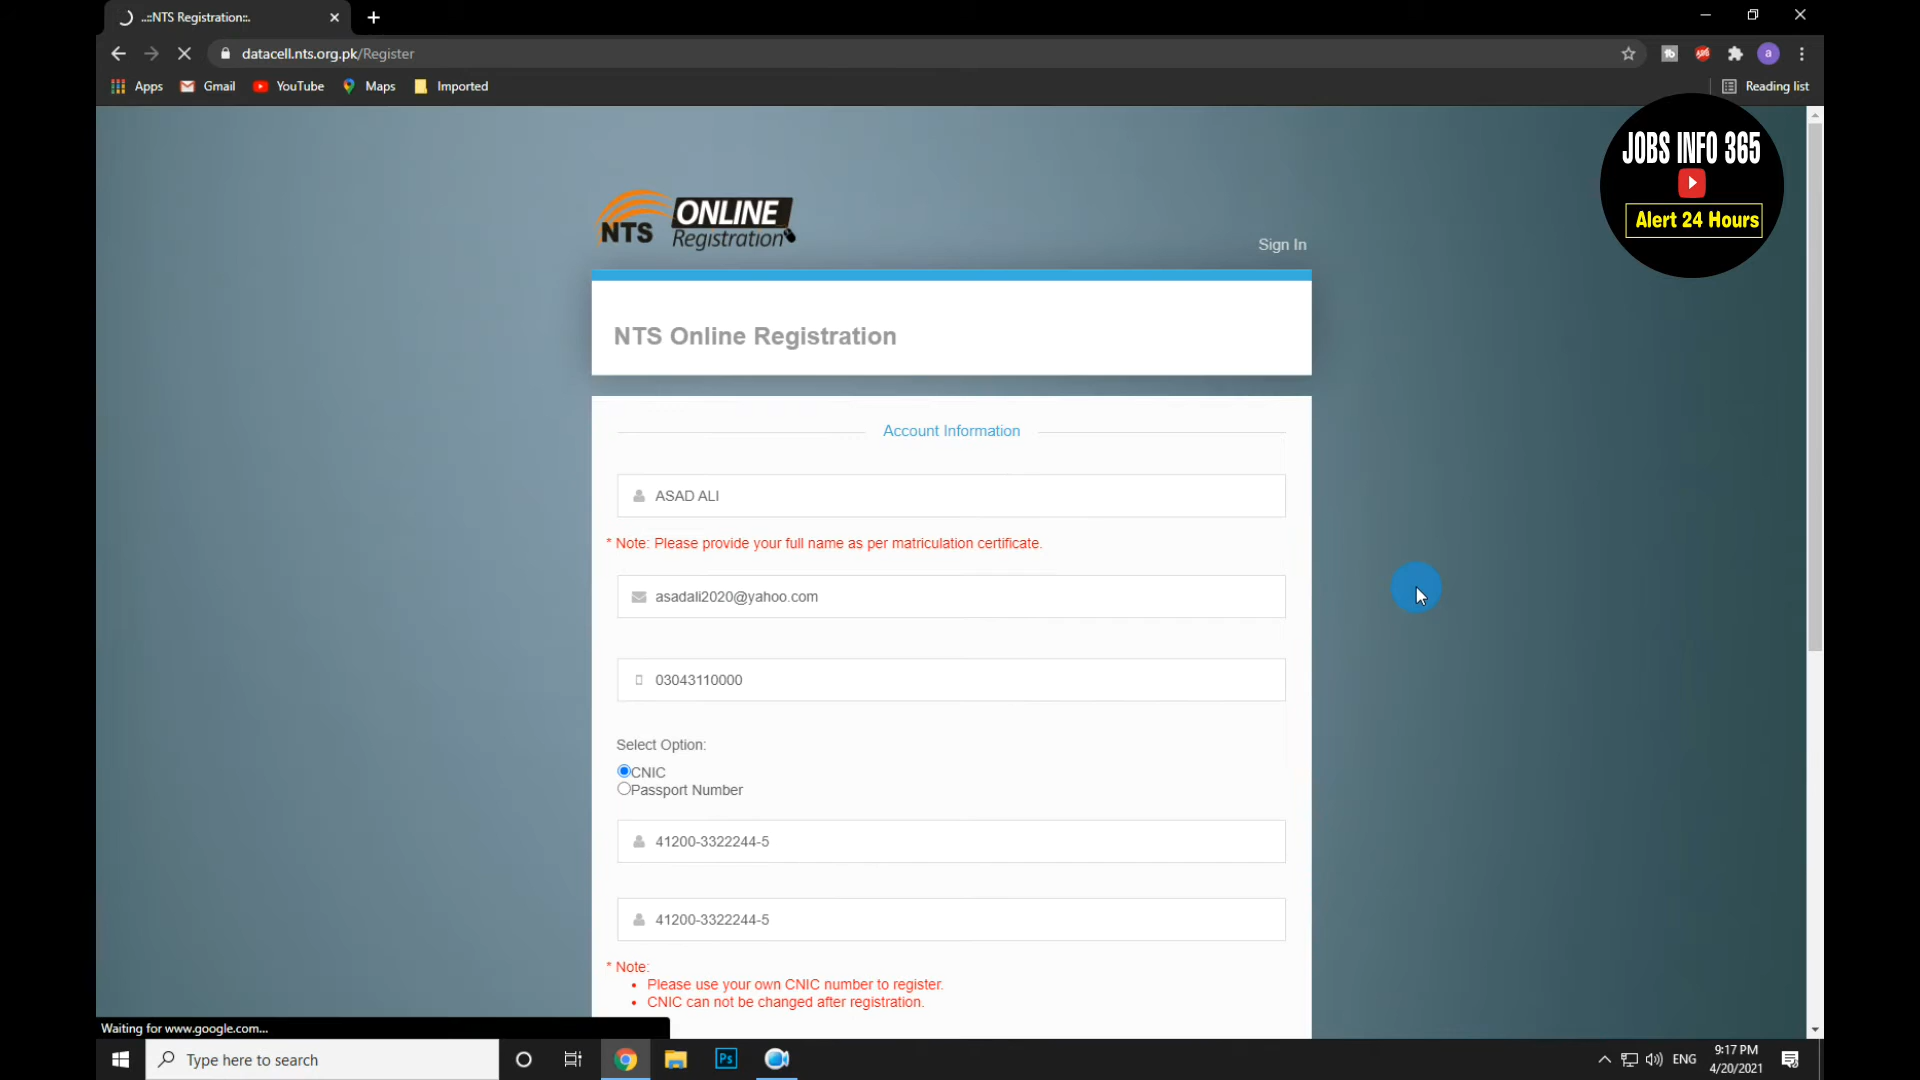 ..::NTS Registration::.
datacell.nts.org.pk/Register
a
Apps
Gmail
YouTube
Maps
Imported
Reading list
JOBS INFO 365
Alert 24 Hours
NTS ONLINE
Registration
Sign In
NTS Online Registration
Account Information
ASAD ALI
* Note: Please provide your full name as per matriculation certificate.
asadali2020@yahoo.com
03043110000
Select Option:
CNIC
Passport Number
41200-3322244-5
41200-3322244-5
* Note:
• Please use your own CNIC number to register.
• CNIC can not be changed after registration.
Waiting for www.google.com...
Type here to search
Ps
ENG
9:17 PM
4/20/2021